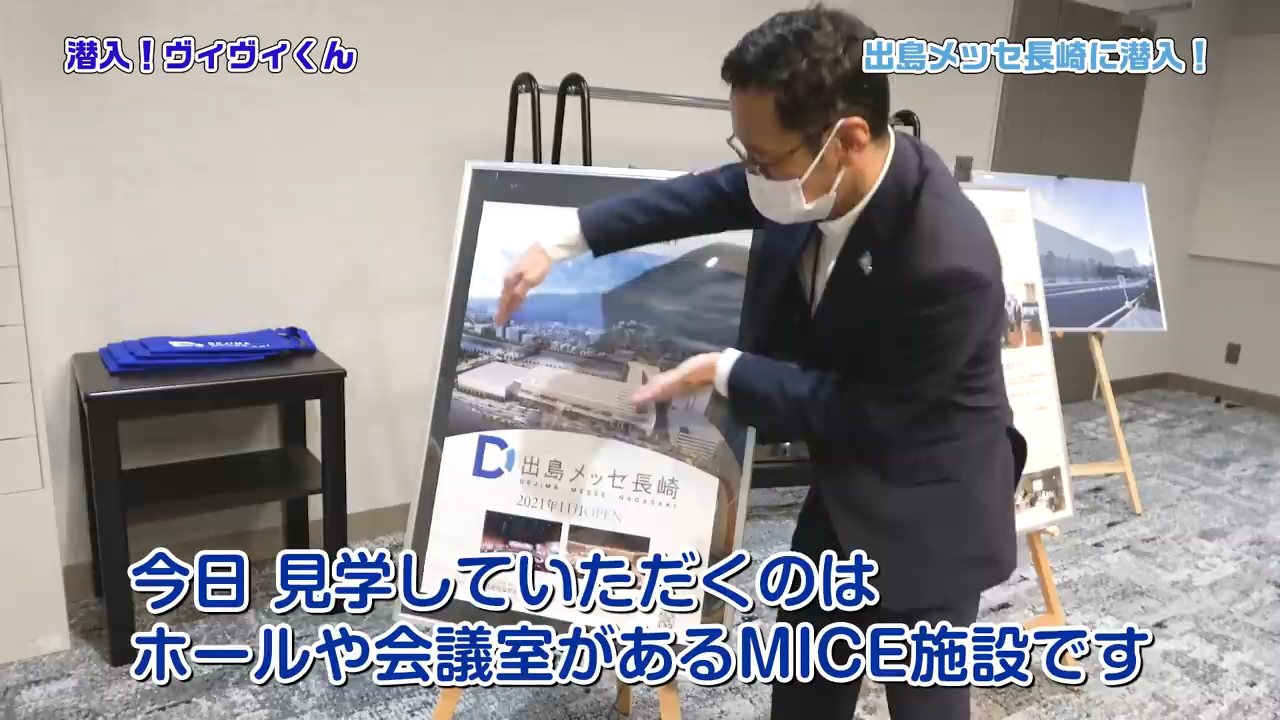 潜入！ヴィヴィくん
出島メッセ長崎に潜入！
DEJIMA
出島メッセ長崎
DEJIMA MESSE NAGASAKI
2021年11月OPEN
今日 見学していただくのは
ホールや会議室があるMICE施設です